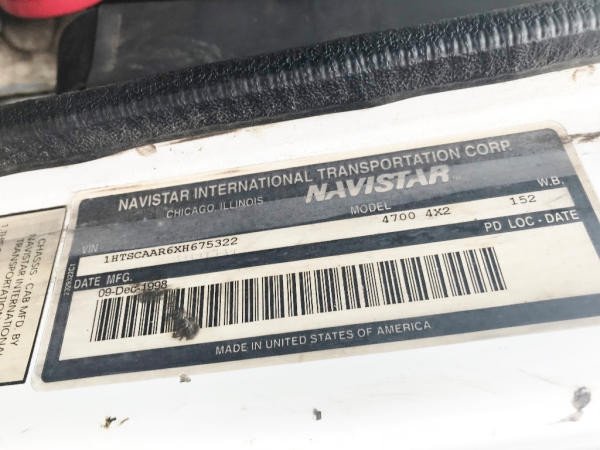 NAVISTAR INTERNATIONAL TRANSPORTATION CORP
CHICAGO, ILLINOIS
NAVISTAR
VIN
MODEL
W.B.
1HTSCAAR6XH675322
4700 4X2
152
DATE MFG.
PD LOC - DATE
09-Dec-1998
MADE IN UNITED STATES OF AMERICA
CHASSIS CAB MFD. BY
NAVISTAR INTERNATIONAL
TRANSPORTATION